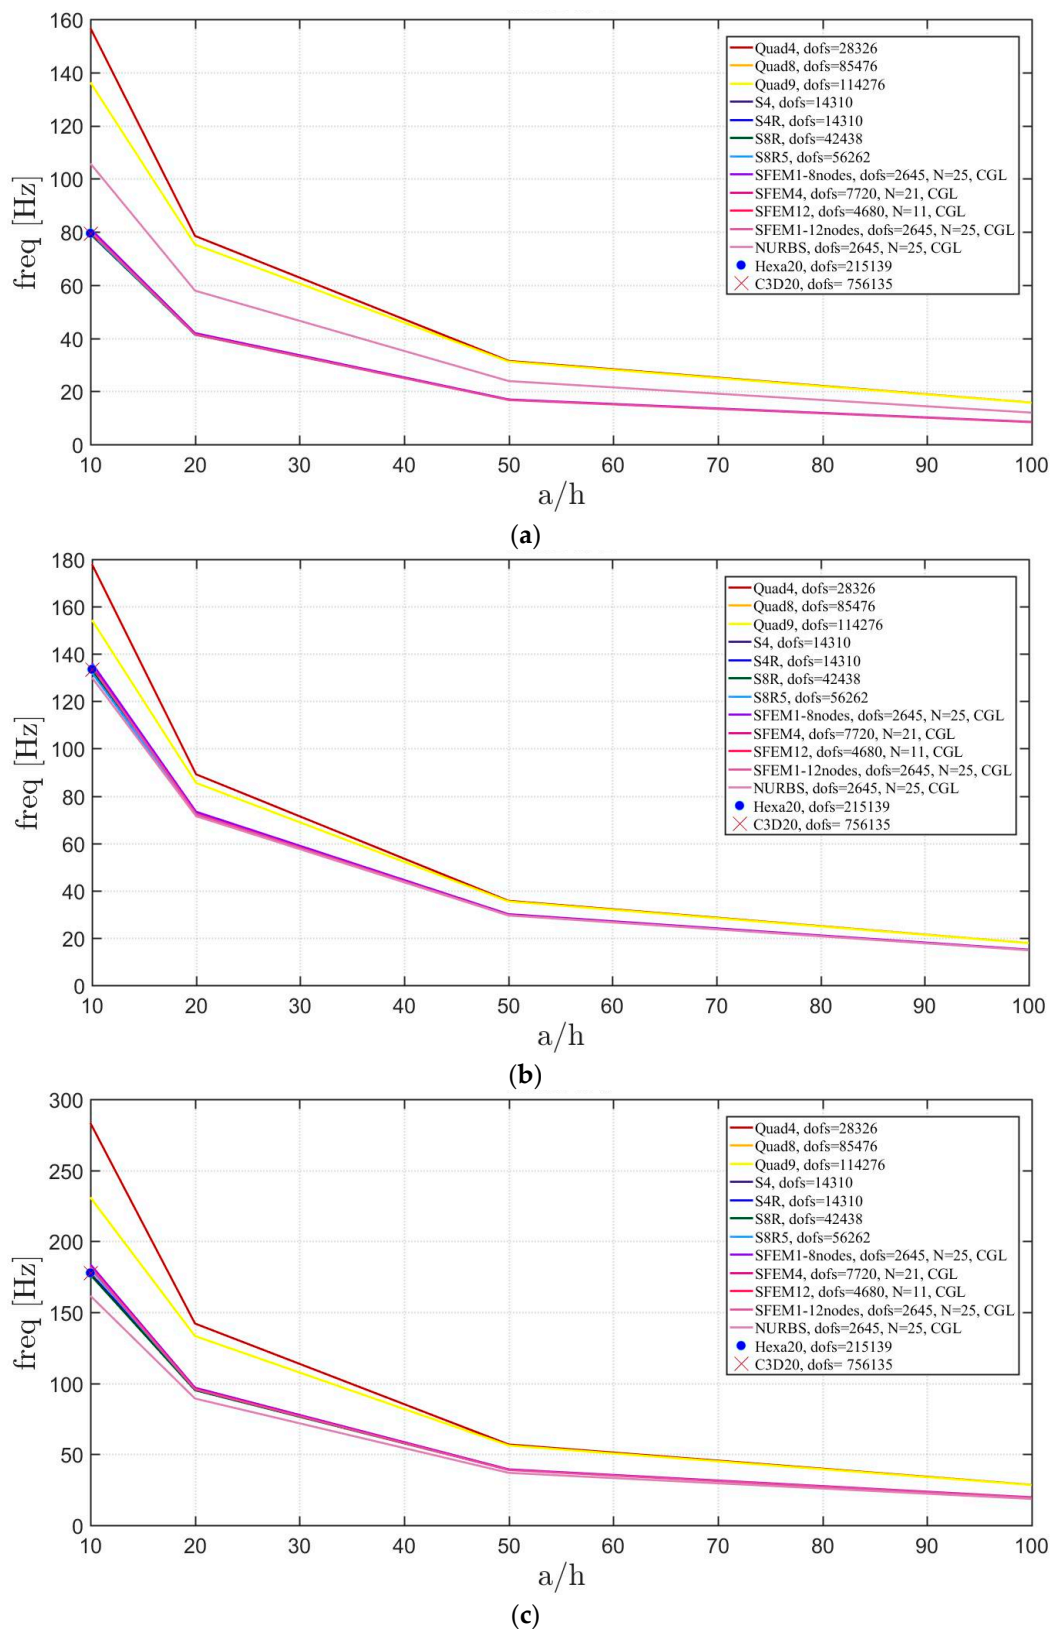 160
140
120
100
80
60
40
20
0
freq [Hz]
Quad4, dofs=28326
Quad8, dofs=85476
Quad9, dofs=114276
S4, dofs=14310
S4R, dofs=14310
S8R, dofs=42438
S8R5, dofs=56262
SFEM1-8nodes, dofs=2645, N=25, CGL
SFEM4, dofs=7720, N=21, CGL
SFEM12, dofs=4680, N=11, CGL
SFEM1-12nodes, dofs=2645, N=25, CGL
NURBS, dofs=2645, N=25, CGL
Hexa20, dofs=215139
C3D20, dofs= 756135
10 20 30 40 50 60 70 80 90 100
a/h
(a)
180
160
140
120
100
80
60
40
20
0
freq [Hz]
Quad4, dofs=28326
Quad8, dofs=85476
Quad9, dofs=114276
S4, dofs=14310
S4R, dofs=14310
S8R, dofs=42438
S8R5, dofs=56262
SFEM1-8nodes, dofs=2645, N=25, CGL
SFEM4, dofs=7720, N=21, CGL
SFEM12, dofs=4680, N=11, CGL
SFEM1-12nodes, dofs=2645, N=25, CGL
NURBS, dofs=2645, N=25, CGL
Hexa20, dofs=215139
C3D20, dofs= 756135
10 20 30 40 50 60 70 80 90 100
a/h
(b)
300
250
200
150
100
50
0
freq [Hz]
Quad4, dofs=28326
Quad8, dofs=85476
Quad9, dofs=114276
S4, dofs=14310
S4R, dofs=14310
S8R, dofs=42438
S8R5, dofs=56262
SFEM1-8nodes, dofs=2645, N=25, CGL
SFEM4, dofs=7720, N=21, CGL
SFEM12, dofs=4680, N=11, CGL
SFEM1-12nodes, dofs=2645, N=25, CGL
NURBS, dofs=2645, N=25, CGL
Hexa20, dofs=215139
C3D20, dofs= 756135
10 20 30 40 50 60 70 80 90 100
a/h
(c)